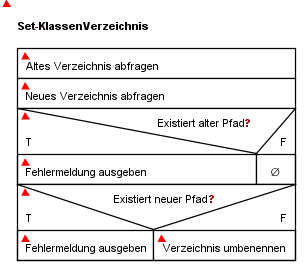 Set-KlassenVerzeichnis
Altes Verzeichnis abfragen
Neues Verzeichnis abfragen
Existiert alter Pfad?
T F
Fehlermeldung ausgeben ∅
Existiert neuer Pfad?
T F
Fehlermeldung ausgeben Verzeichnis umbenennen